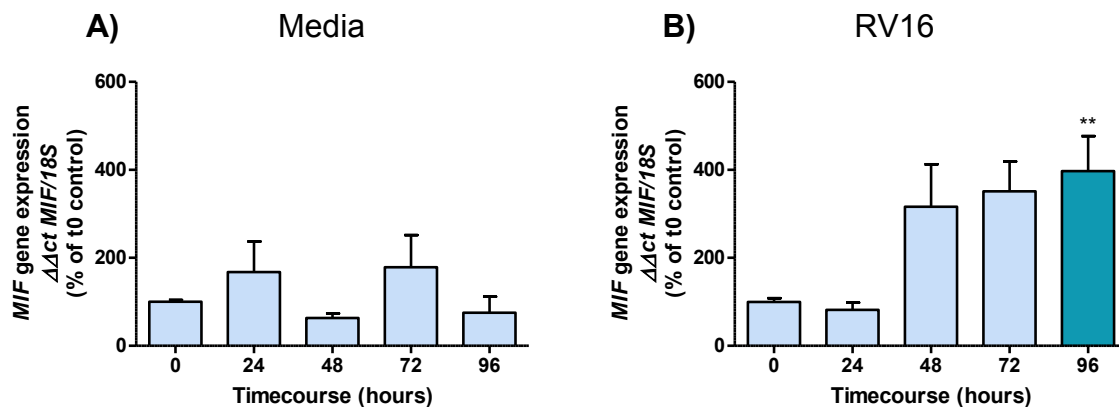 A) Media
600
400
200
0
MIF gene expression
ΔΔct MIF/18S
(% of t0 control)
0 24 48 72 96
Timecourse (hours)
B) RV16
600
400
200
0
MIF gene expression
ΔΔct MIF/18S
(% of t0 control)
**
0 24 48 72 96
Timecourse (hours)